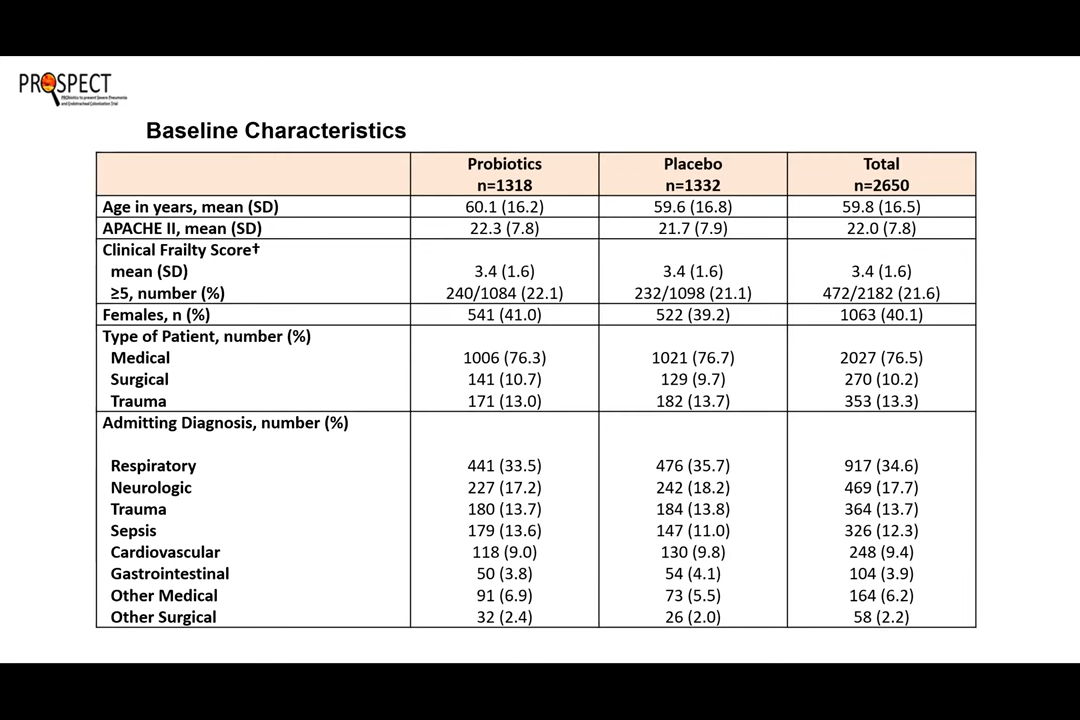 PROSPECT
PRObiotics to prevent Severe Pneumonia
and Endotracheal Colonization Trial
Baseline Characteristics
Probiotics Placebo Total
n=1318 n=1332 n=2650
Age in years, mean (SD) 60.1 (16.2) 59.6 (16.8) 59.8 (16.5)
APACHE II, mean (SD) 22.3 (7.8) 21.7 (7.9) 22.0 (7.8)
Clinical Frailty Score†
mean (SD) 3.4 (1.6) 3.4 (1.6) 3.4 (1.6)
≥5, number (%) 240/1084 (22.1) 232/1098 (21.1) 472/2182 (21.6)
Females, n (%) 541 (41.0) 522 (39.2) 1063 (40.1)
Type of Patient, number (%)
Medical 1006 (76.3) 1021 (76.7) 2027 (76.5)
Surgical 141 (10.7) 129 (9.7) 270 (10.2)
Trauma 171 (13.0) 182 (13.7) 353 (13.3)
Admitting Diagnosis, number (%)
Respiratory 441 (33.5) 476 (35.7) 917 (34.6)
Neurologic 227 (17.2) 242 (18.2) 469 (17.7)
Trauma 180 (13.7) 184 (13.8) 364 (13.7)
Sepsis 179 (13.6) 147 (11.0) 326 (12.3)
Cardiovascular 118 (9.0) 130 (9.8) 248 (9.4)
Gastrointestinal 50 (3.8) 54 (4.1) 104 (3.9)
Other Medical 91 (6.9) 73 (5.5) 164 (6.2)
Other Surgical 32 (2.4) 26 (2.0) 58 (2.2)